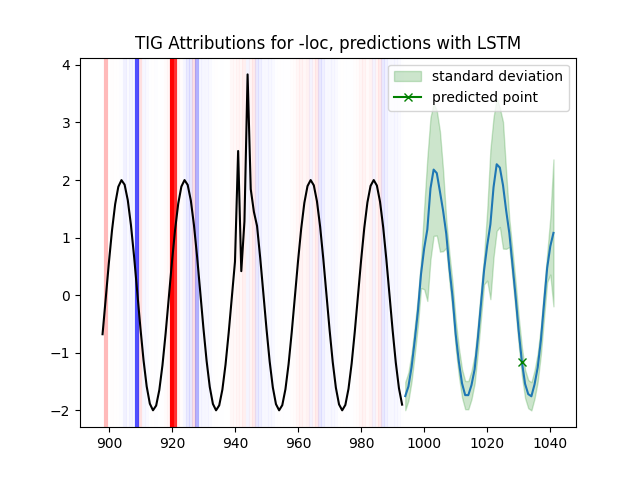 TIG Attributions for -loc, predictions with LSTM
standard deviation
predicted point
4
3
2
1
0
−1
−2
900 920 940 960 980 1000 1020 1040